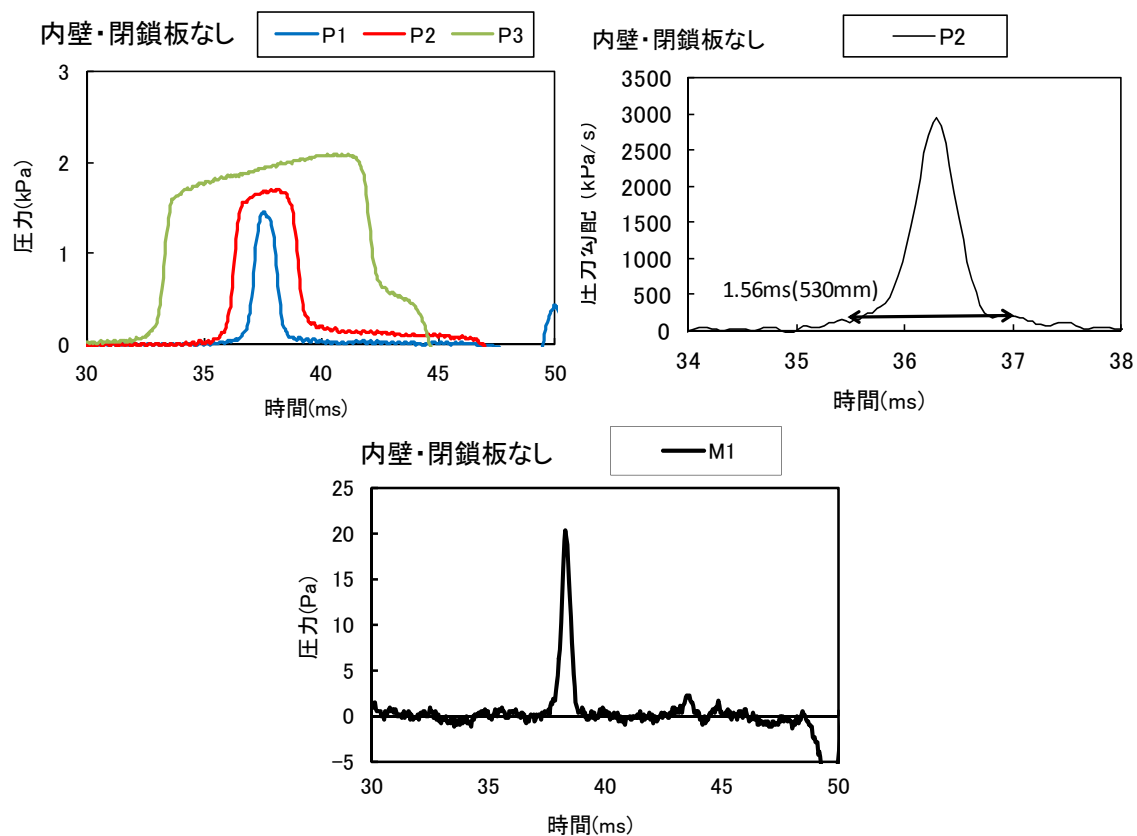 内壁・閉鎖板なし
P1 P2 P3
3
2
1
0
圧力(kPa)
30 35 40 45 50
時間(ms)
内壁・閉鎖板なし
P2
3500
3000
2500
2000
1500
1000
500
0
圧力勾配 (kPa/s)
1.56ms(530mm)
34 35 36 37 38
時間(ms)
内壁・閉鎖板なし
M1
25
20
15
10
5
0
-5
圧力(Pa)
30 35 40 45 50
時間(ms)